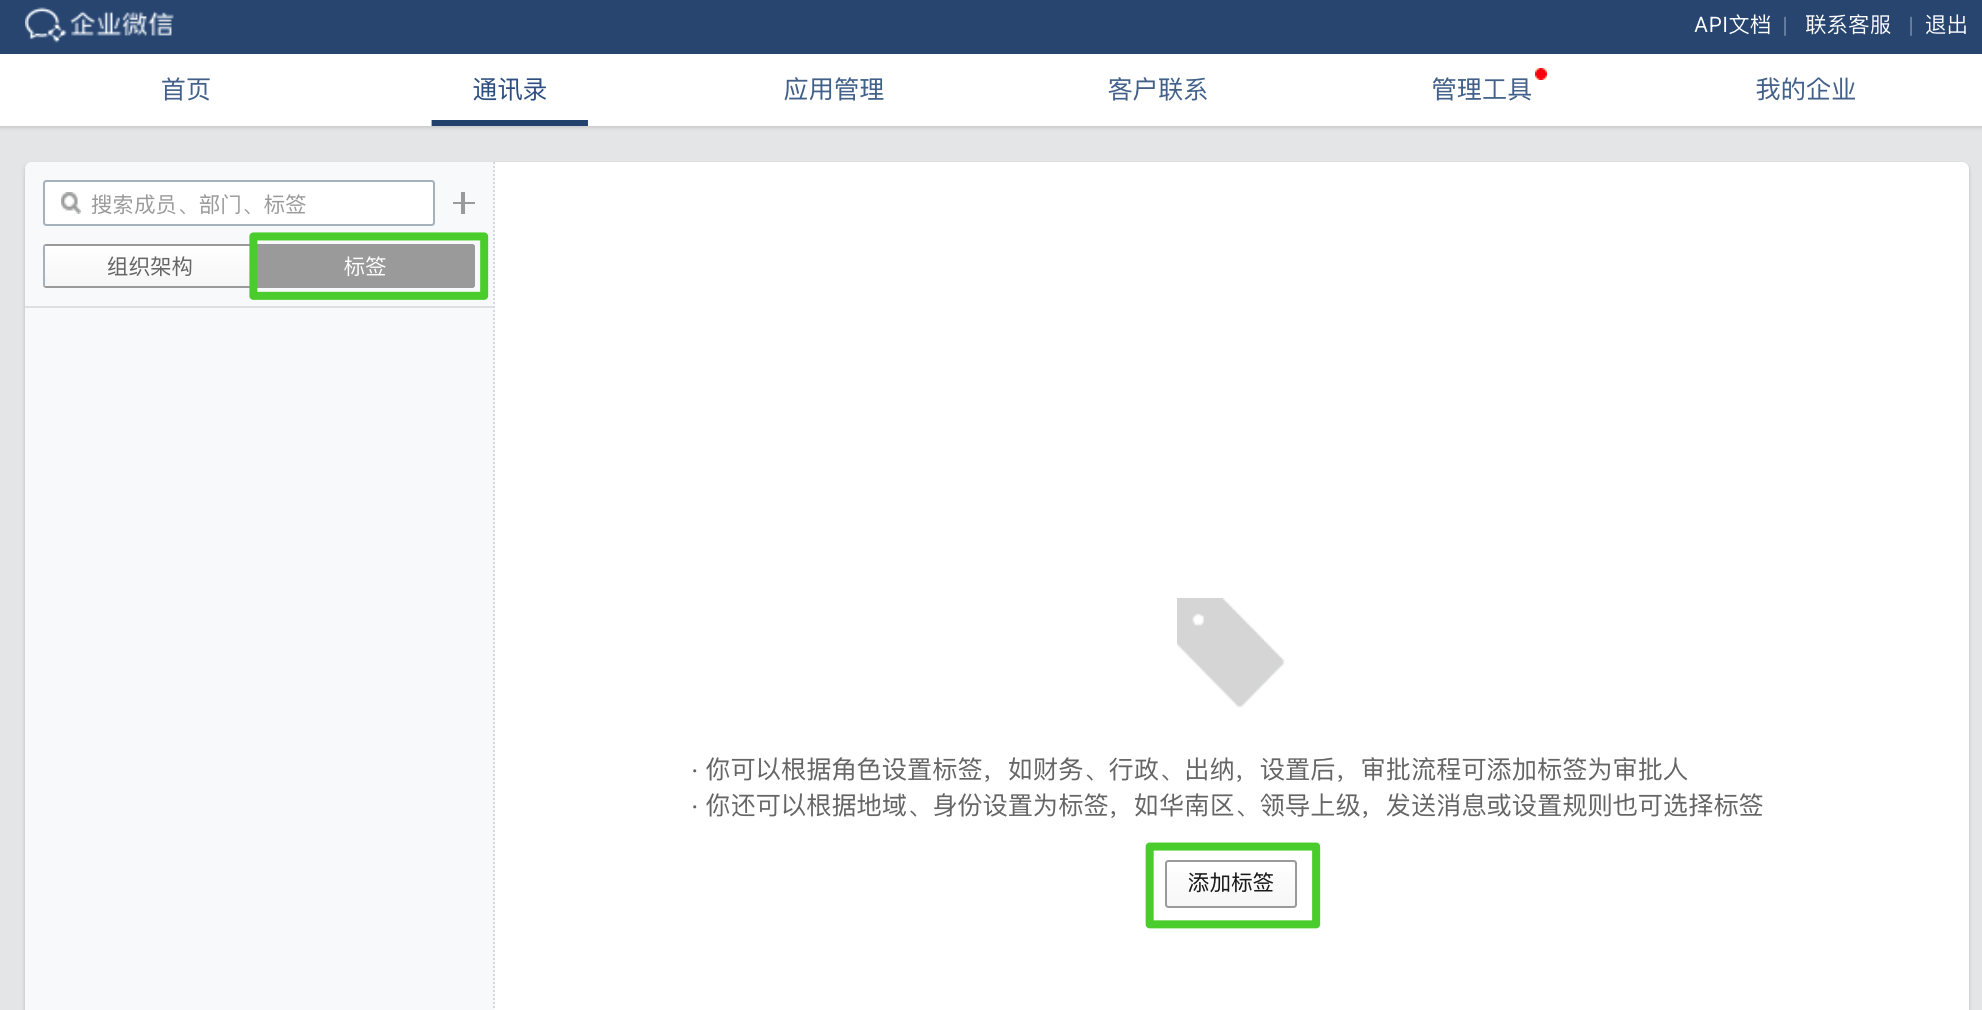 企业微信
API文档 | 联系客服 | 退出
首页 通讯录 应用管理 客户联系 管理工具 我的企业
搜索成员、部门、标签
组织架构 标签
· 你可以根据角色设置标签，如财务、行政、出纳，设置后，审批流程可添加标签为审批人
· 你还可以根据地域、身份设置为标签，如华南区、领导上级，发送消息或设置规则也可选择标签
添加标签